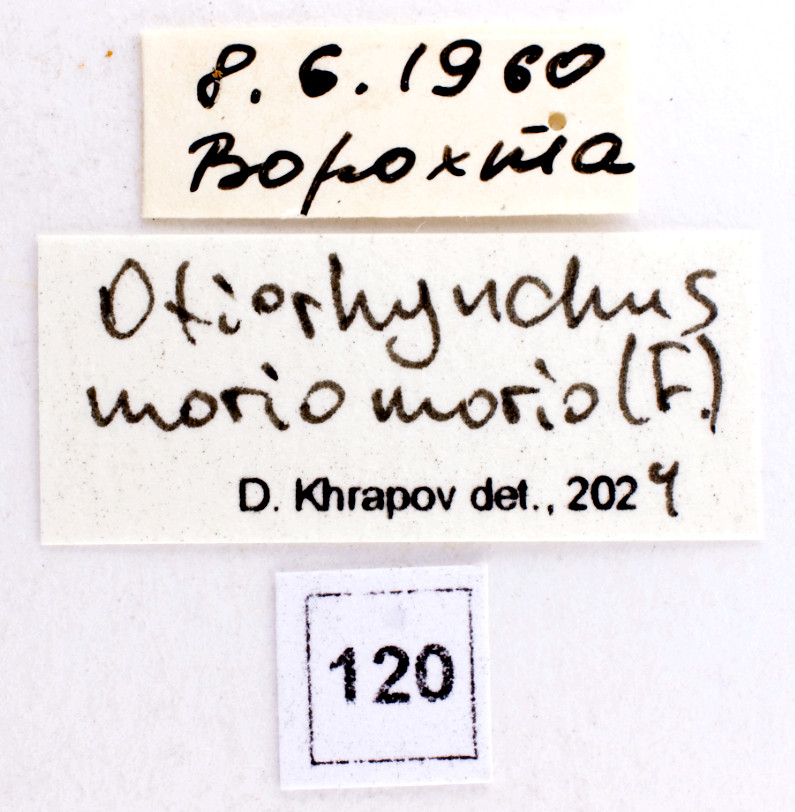 8. 6. 1960
Ворохта
Otiorhynchus
morio morio (F.)
D. Khrapov det., 2024
120